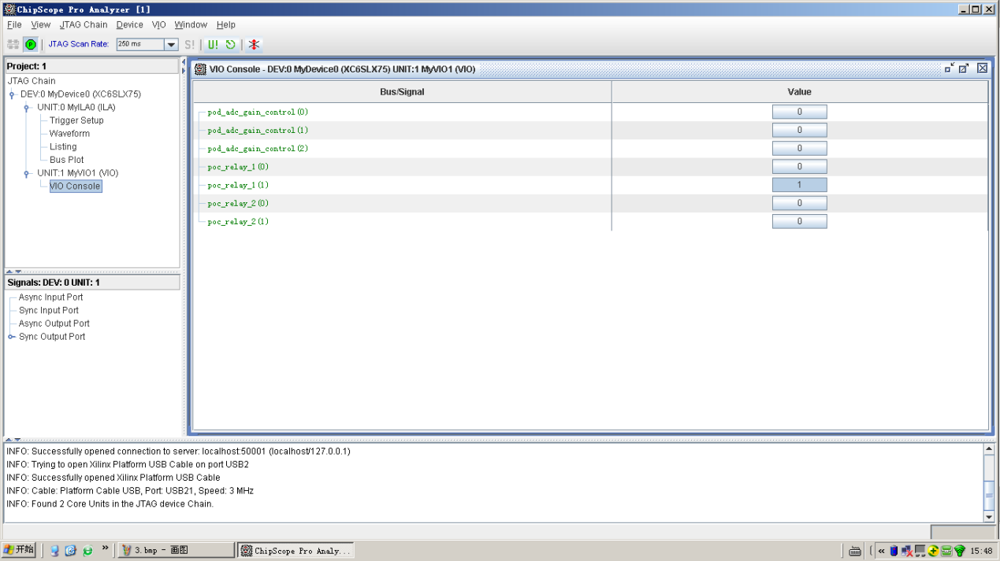 ChipScope Pro Analyzer [1]
File View JTAG Chain Device VIO Window Help
JTAG Scan Rate: 250 ms S! U!
Project: 1
JTAG Chain
DEV:0 MyDevice0 (XC6SLX75)
UNIT:0 MyILA0 (ILA)
Trigger Setup
Waveform
Listing
Bus Plot
UNIT:1 MyVIO1 (VIO)
VIO Console
Signals: DEV: 0 UNIT: 1
Async Input Port
Sync Input Port
Async Output Port
Sync Output Port
VIO Console - DEV:0 MyDevice0 (XC6SLX75) UNIT:1 MyVIO1 (VIO)
Bus/Signal Value
pod_adc_gain_control(0) 0
pod_adc_gain_control(1) 0
pod_adc_gain_control(2) 0
poc_relay_1(0) 0
poc_relay_1(1) 1
poc_relay_2(0) 0
poc_relay_2(1) 0
INFO: Successfully opened connection to server: localhost:50001 (localhost/127.0.0.1)
INFO: Trying to open Xilinx Platform USB Cable on port USB2
INFO: Successfully opened Xilinx Platform USB Cable
INFO: Cable: Platform Cable USB, Port: USB21, Speed: 3 MHz
INFO: Found 2 Core Units in the JTAG device Chain.
开始 3.bmp - 画图 ChipScope Pro Analy... 15:48